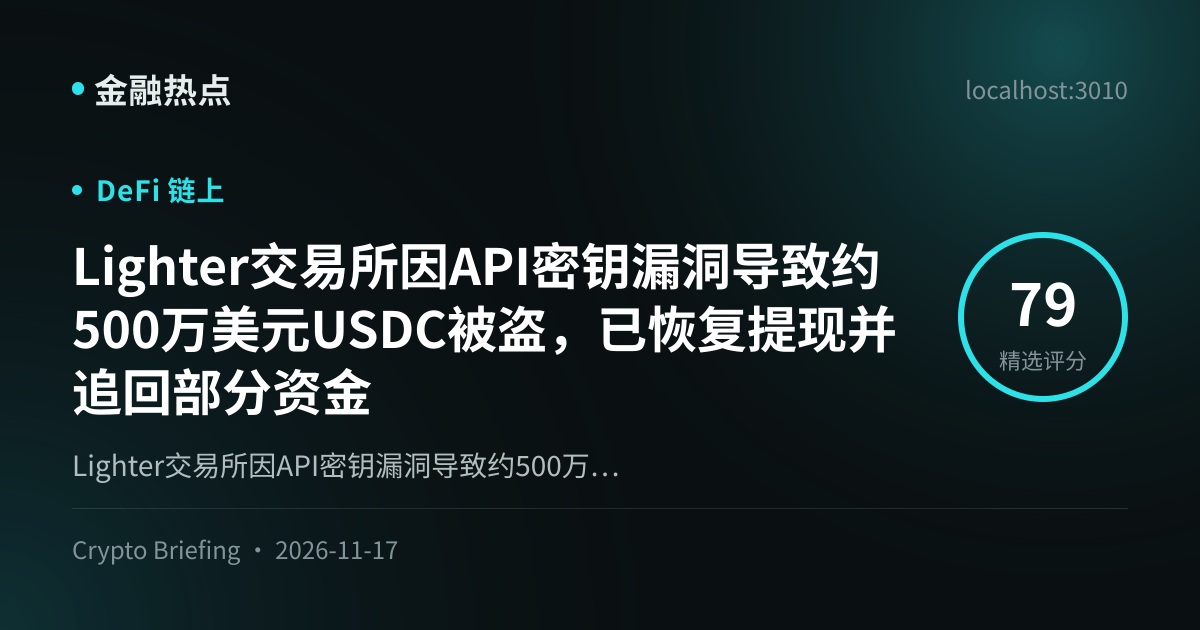 金融热点
localhost:3010
DeFi 链上
Lighter交易所因API密钥漏洞导致约
500万美元USDC被盗，已恢复提现并
追回部分资金
79
精选评分
Lighter交易所因API密钥漏洞导致约500万…
Crypto Briefing · 2026-11-17